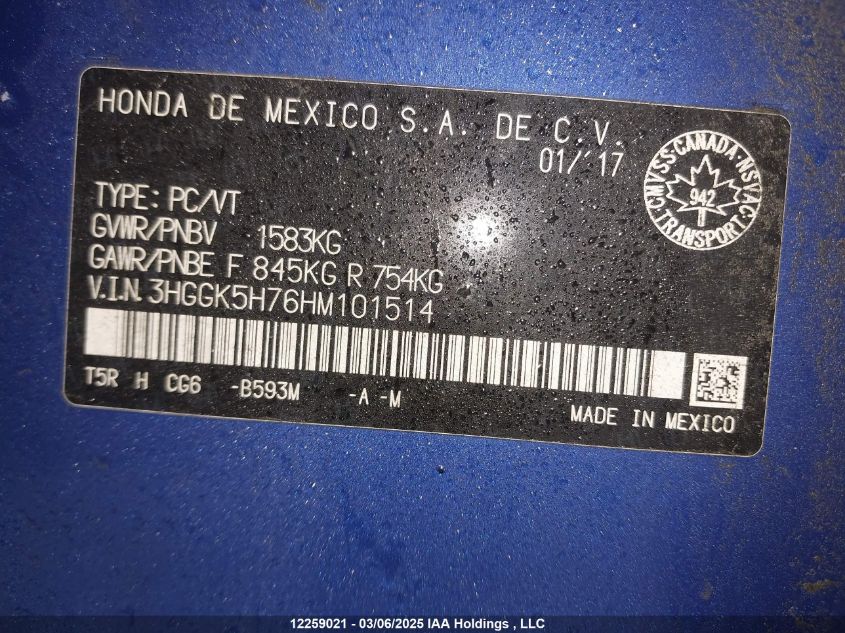 HONDA DE MEXICO S.A. DE C.V.
01/'17
CMVSS·CANADA·NSVAC
942
TRANSPORT
TYPE: PC/VT
GVWR/PNBV 1583KG
GAWR/PNBE F 845KG R 754KG
V.I.N. 3HGGK5H76HM101514
T5R H CG6 -B593M -A -M
MADE IN MEXICO
12259021 - 03/06/2025 IAA Holdings , LLC